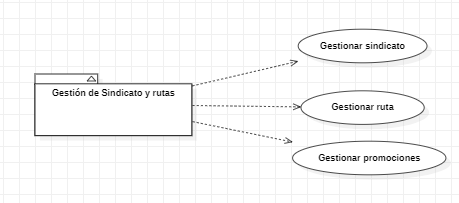 Gestionar sindicato
Gestión de Sindicato y rutas
Gestionar ruta
Gestionar promociones